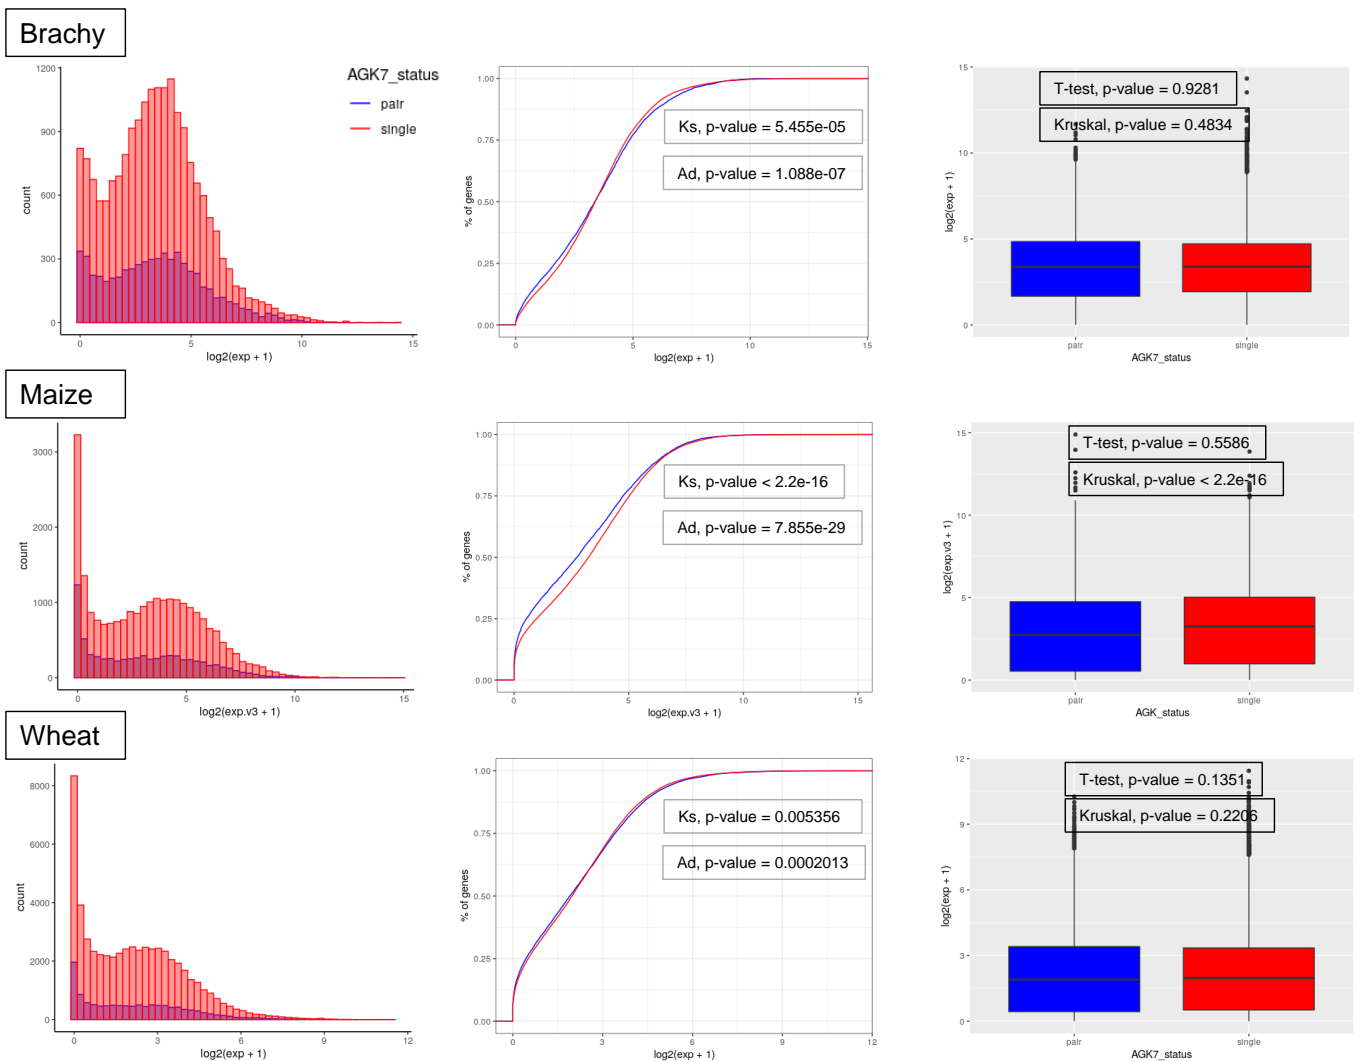 Brachy
1200
900
600
300
0
count
0
5
10
15
log2(exp + 1)
AGK7_status
pair
single
1.00
0.75
0.50
0.25
0.00
% of genes
Ks, p-value = 5.455e-05
Ad, p-value = 1.088e-07
0
5
10
15
log2(exp + 1)
15
10
5
0
log2(exp + 1)
T-test, p-value = 0.9281
Kruskal, p-value = 0.4834
pair
single
AGK7_status
Maize
3000
2000
1000
0
count
0
5
10
15
log2(exp.v3 + 1)
1.00
0.75
0.50
0.25
0.00
% of genes
Ks, p-value < 2.2e-16
Ad, p-value = 7.855e-29
0
5
10
15
log2(exp.v3 + 1)
15
10
5
0
log2(exp.v3 + 1)
T-test, p-value = 0.5586
Kruskal, p-value < 2.2e-16
pair
single
AGK_status
Wheat
8000
6000
4000
2000
0
count
0
3
6
9
12
log2(exp + 1)
1.00
0.75
0.50
0.25
0.00
% of genes
Ks, p-value = 0.005356
Ad, p-value = 0.0002013
0
3
6
9
12
log2(exp + 1)
12
9
6
3
0
log2(exp + 1)
T-test, p-value = 0.1351
Kruskal, p-value = 0.2206
pair
single
AGK7_status